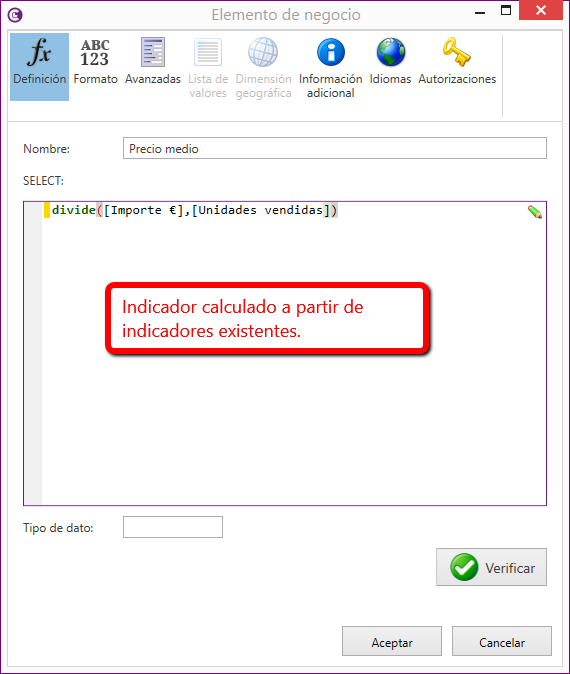 Elemento de negocio
fx
ABC
123
Definición
Formato
Avanzadas
Lista de
valores
Dimensión
geográfica
Información
adicional
Idiomas
Autorizaciones
Nombre:
Precio medio
SELECT:
divide([Importe €],[Unidades vendidas])
Indicador calculado a partir de
indicadores existentes.
Tipo de dato:
Verificar
Aceptar
Cancelar